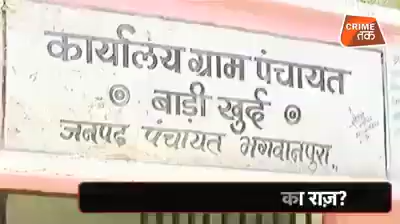 CRIME
तक
कार्यालय ग्राम पंचायत
बाड़ी खुर्द
जनपद पंचायत भगवानपुरा
का राज़?